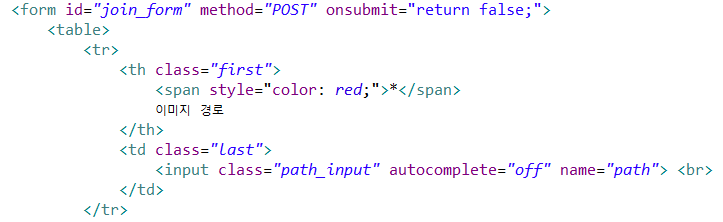 <form id="join_form" method="POST" onsubmit="return false;">
<table>
<tr>
<th class="first">
<span style="color: red;">*</span>
이미지 경로
</th>
<td class="last">
<input class="path_input" autocomplete="off" name="path"> <br>
</td>
</tr>